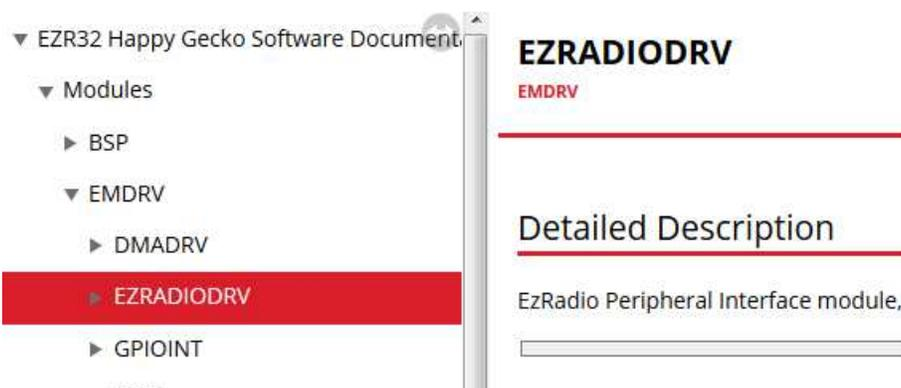 EZR32 Happy Gecko Software Document
Modules
BSP
EMDRV
DMADRV
EZRADIODRV
GPIOINT
EZRADIODRV
EMDRV
Detailed Description
EzRadio Peripheral Interface module,